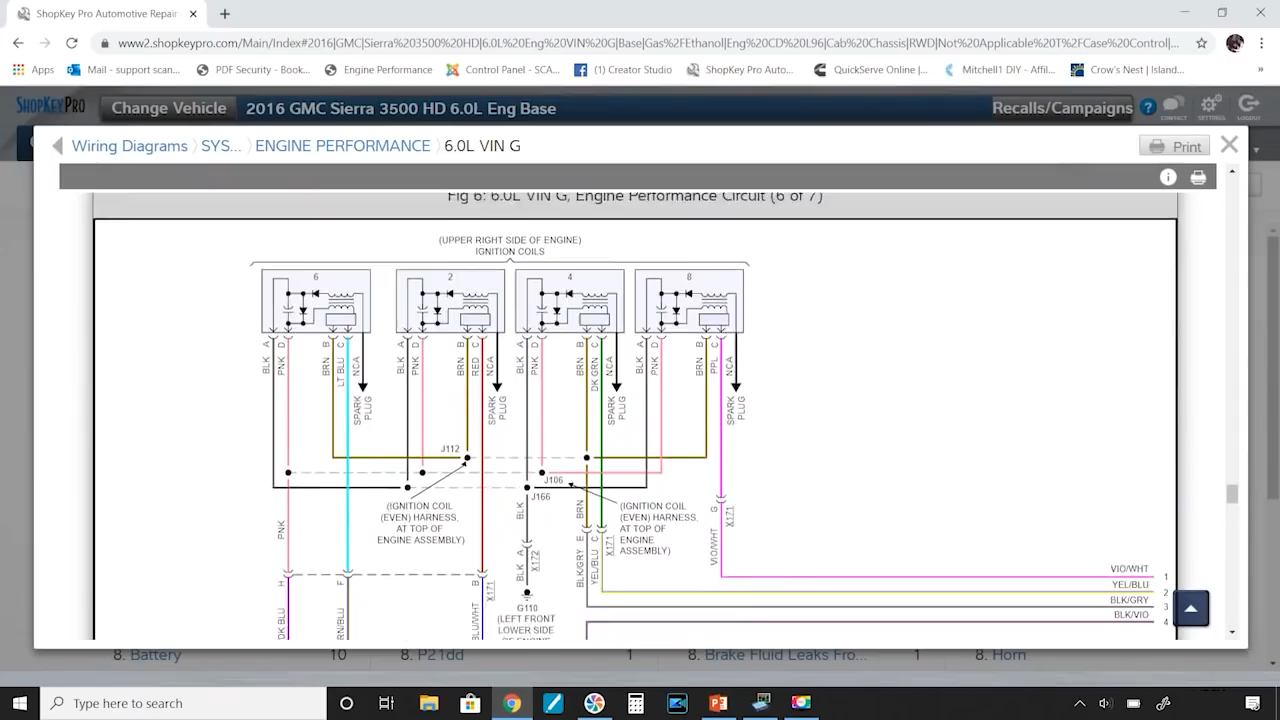 ShopKey Pro Automotive Repair
www2.shopkeypro.com/Main/Index#2016|GMC|Sierra%203500%20HD|6.0L%20Eng%20VIN%20G|Base|Gas%2FEthanol|Eng%20CD%20L96|Cab%20Chassis|RWD|Not%20Applicable%20T%2FCase%20Control|...
Apps Mail - support scan... PDF Security - Book... Engine Performance Control Panel - SCA... (1) Creator Studio ShopKey Pro Auto... QuickServe Online |... Mitchell1 DIY - Affil... Crow's Nest | Island... »
SHOPKEYPRO Change Vehicle 2016 GMC Sierra 3500 HD 6.0L Eng Base Recalls/Campaigns ?
CONTACT SETTINGS LOGOUT
Wiring Diagrams SYS... ENGINE PERFORMANCE 6.0L VIN G Print
Fig 6: 6.0L VIN G, Engine Performance Circuit (6 of 7)
(UPPER RIGHT SIDE OF ENGINE)
IGNITION COILS
6 2 4 8
A D B C A D B C A B C A D B C
BLK PNK BRN LT BLU NCA BLK PNK BRN RED NCA BLK PNK BRN DK GRN NCA BLK PNK BRN PPL NCA
SPARK PLUG SPARK PLUG SPARK PLUG SPARK PLUG
J112
J106
J166
(IGNITION COIL
(EVEN) HARNESS,
AT TOP OF
ENGINE ASSEMBLY)
(IGNITION COIL
(EVEN) HARNESS,
AT TOP OF
ENGINE
ASSEMBLY)
PNK BLK BRN G X171
A X172 E C X171
BLK BLK/GRY YEL/BLU VIO/WHT
H F B X171
G110
(LEFT FRONT
LOWER SIDE
DK BLU BRN/BLU BLU/WHT
VIO/WHT 1
YEL/BLU 2
BLK/GRY 3
BLK/VIO 4
8. Battery 10 8. P21dd 1 8. Brake Fluid Leaks Fro... 1 8. Horn
Type here to search